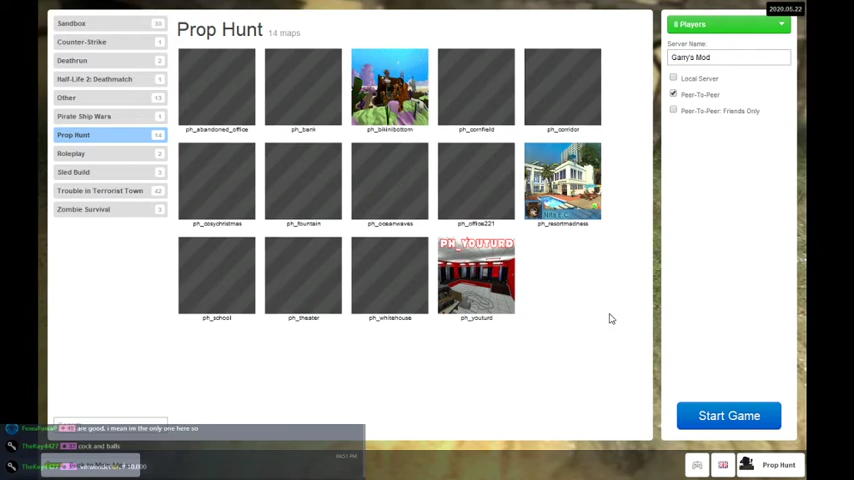 2020.05.22
Sandbox 33
Counter-Strike 1
Deathrun 2
Half-Life 2: Deathmatch 1
Other 13
Pirate Ship Wars 1
Prop Hunt 14
Roleplay 2
Sled Build 3
Trouble in Terrorist Town 42
Zombie Survival 3
Prop Hunt 14 maps
ph_abandoned_office ph_bank ph_bikinibottom ph_cornfield ph_corridor
ph_cosychristmas ph_fountain ph_oceanwaves ph_office221 ph_resortmadness
PH_YOUTURD
ph_school ph_theater ph_whitehouse ph_youturd
8 Players
Server Name:
Garry's Mod
Local Server
Peer-To-Peer
Peer-To-Peer: Friends Only
Start Game
are good, i mean im the only one here so
TheKey4427 cock and balls
TheKey4427
Prop Hunt